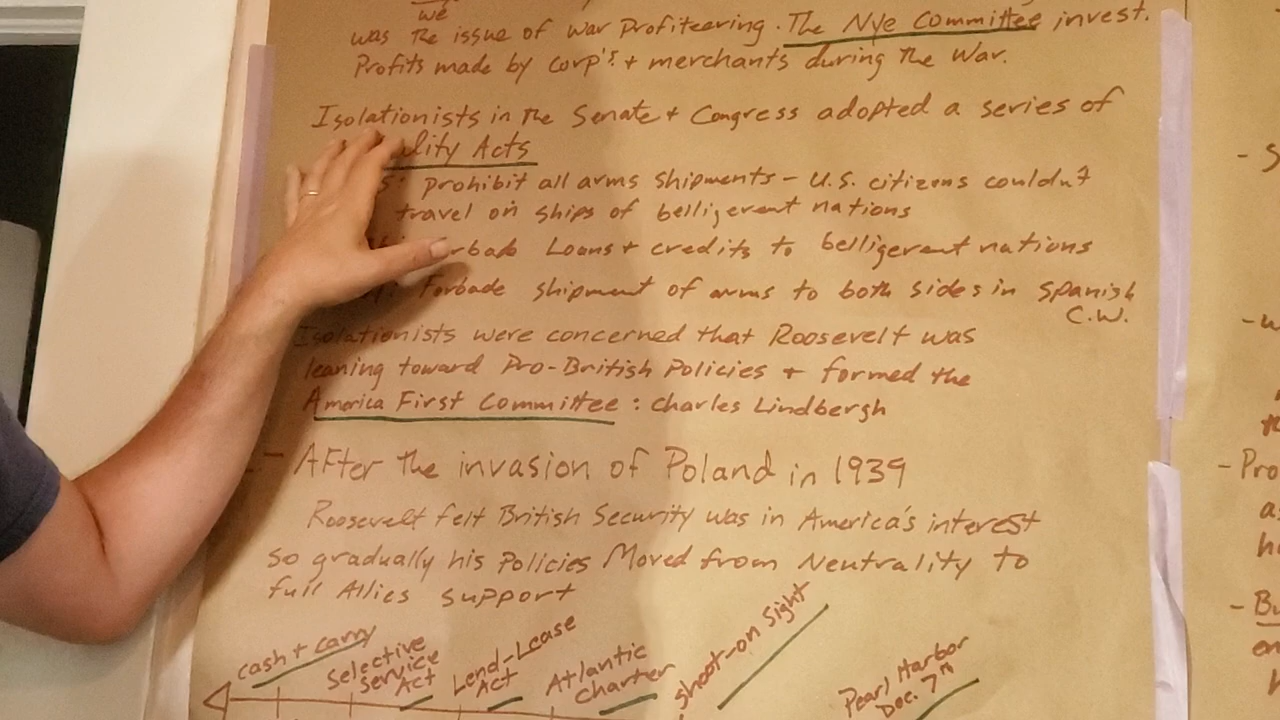 we
was the issue of war Profiteering. The Nye Committee invest.
Profits made by corp's + merchants during the War.
Isolationists in the Senate + Congress adopted a series of
ality Acts
prohibit all arms shipments - U.S. citizens couldn't
travel on ships of belligerent nations
Loans + credits to belligerent nations
Forbade shipment of arms to both sides in Spanish
C.W.
Isolationists were concerned that Roosevelt was
leaning toward Pro-British Policies + formed the
America First Committee : Charles Lindbergh
- After the invasion of Poland in 1939
Roosevelt felt British Security was in America's interest
so gradually his Policies Moved from Neutrality to
full Allies support
cash + carry
Selective
Service
Act
Lend-Lease
Act
Atlantic
Charter
shoot-on Sight
Pearl Harbor
Dec. 7th
- Pro